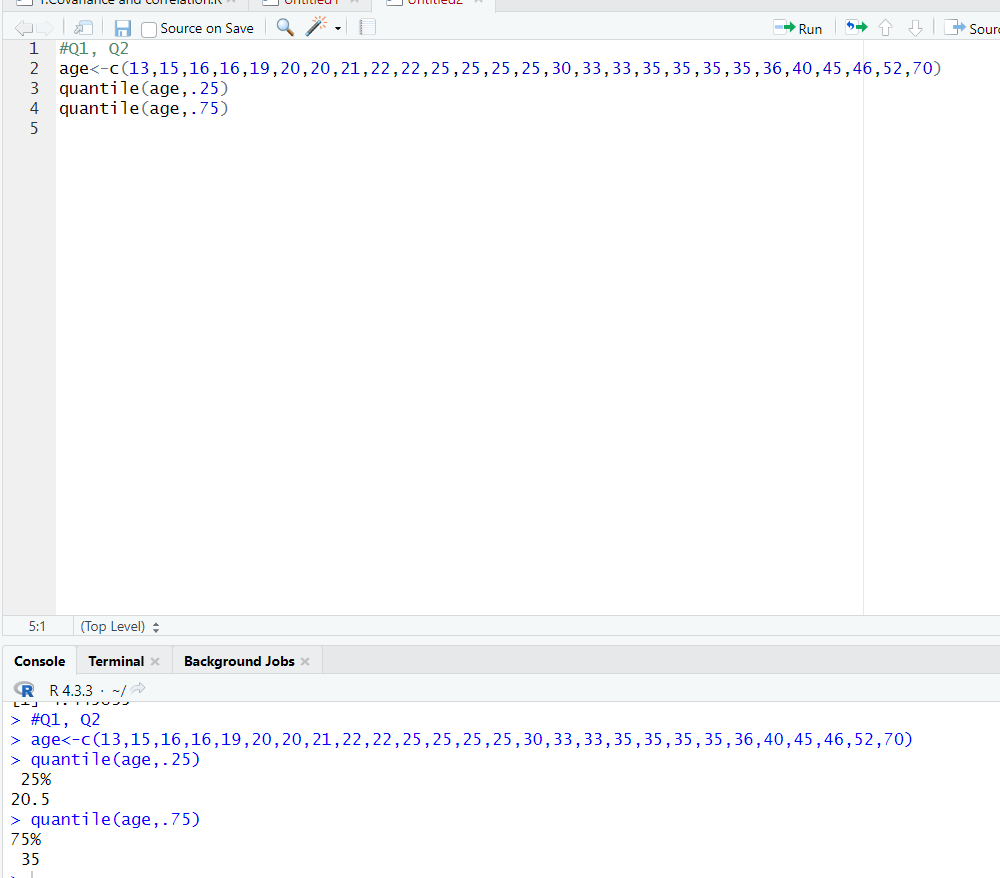 1.Covariance and correlation.R
Untitled1
Untitled2
Source on Save
Run
1 #Q1, Q2
2 age<-c(13,15,16,16,19,20,20,21,22,22,25,25,25,25,30,33,33,35,35,35,35,36,40,45,46,52,70)
3 quantile(age,.25)
4 quantile(age,.75)
5
5:1 (Top Level)
Console Terminal Background Jobs
R R 4.3.3 · ~/
> #Q1, Q2
> age<-c(13,15,16,16,19,20,20,21,22,22,25,25,25,25,30,33,33,35,35,35,35,36,40,45,46,52,70)
> quantile(age,.25)
25%
20.5
> quantile(age,.75)
75%
35
>